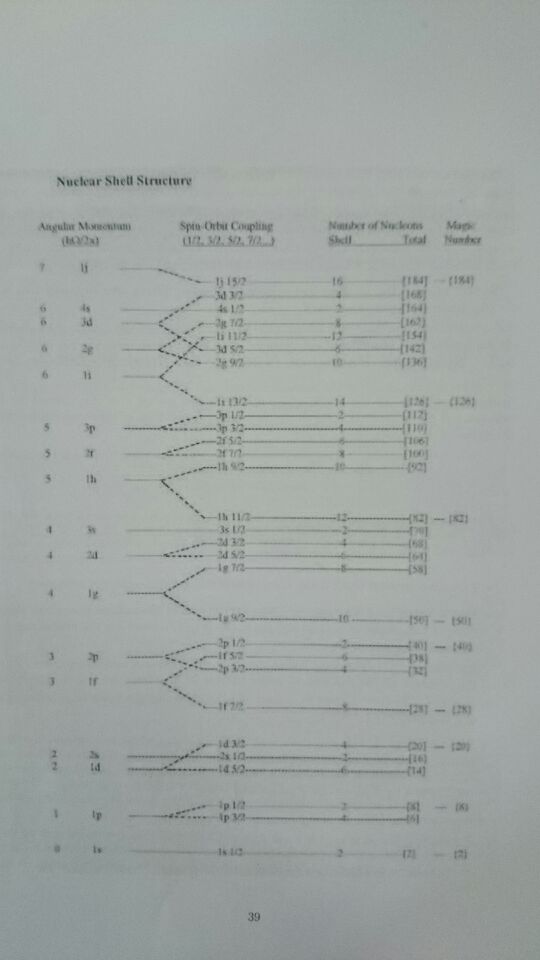 Nuclear Shell Structure
Angular Momentum Spin-Orbit Coupling Number of Nucleons Magic
(1/2, 3/2, 5/2, 7/2...) Shell Total Number
7 1j
1j 15/2 16 [184] {184}
3d 3/2 4 [168]
6 4s 4s 1/2 2 [164]
6 3d 2g 7/2 8 [162]
1i 11/2 12 [154]
6 2g 3d 5/2 6 [142]
2g 9/2 10 [136]
6 1i
1i 13/2 14 [126] {126}
3p 1/2 2 [112]
5 3p 3p 3/2 4 [110]
2f 5/2 6 [106]
5 2f 2f 7/2 8 [100]
1h 9/2 10 [92]
5 1h
1h 11/2 12 [82] {82}
4 3s 3s 1/2 2 [70]
2d 3/2 4 [68]
4 2d 2d 5/2 6 [64]
1g 7/2 8 [58]
4 1g
1g 9/2 10 [50] {50}
2p 1/2 2 [40] {40}
3 2p 1f 5/2 6 [38]
2p 3/2 4 [32]
3 1f
1f 7/2 8 [28] {28}
1d 3/2 4 [20] {20}
2 2s 2s 1/2 2 [16]
2 1d 1d 5/2 6 [14]
1p 1/2 2 [8] {8}
1 1p 1p 3/2 4 [6]
0 1s 1s 1/2 2 [2] {2}
39